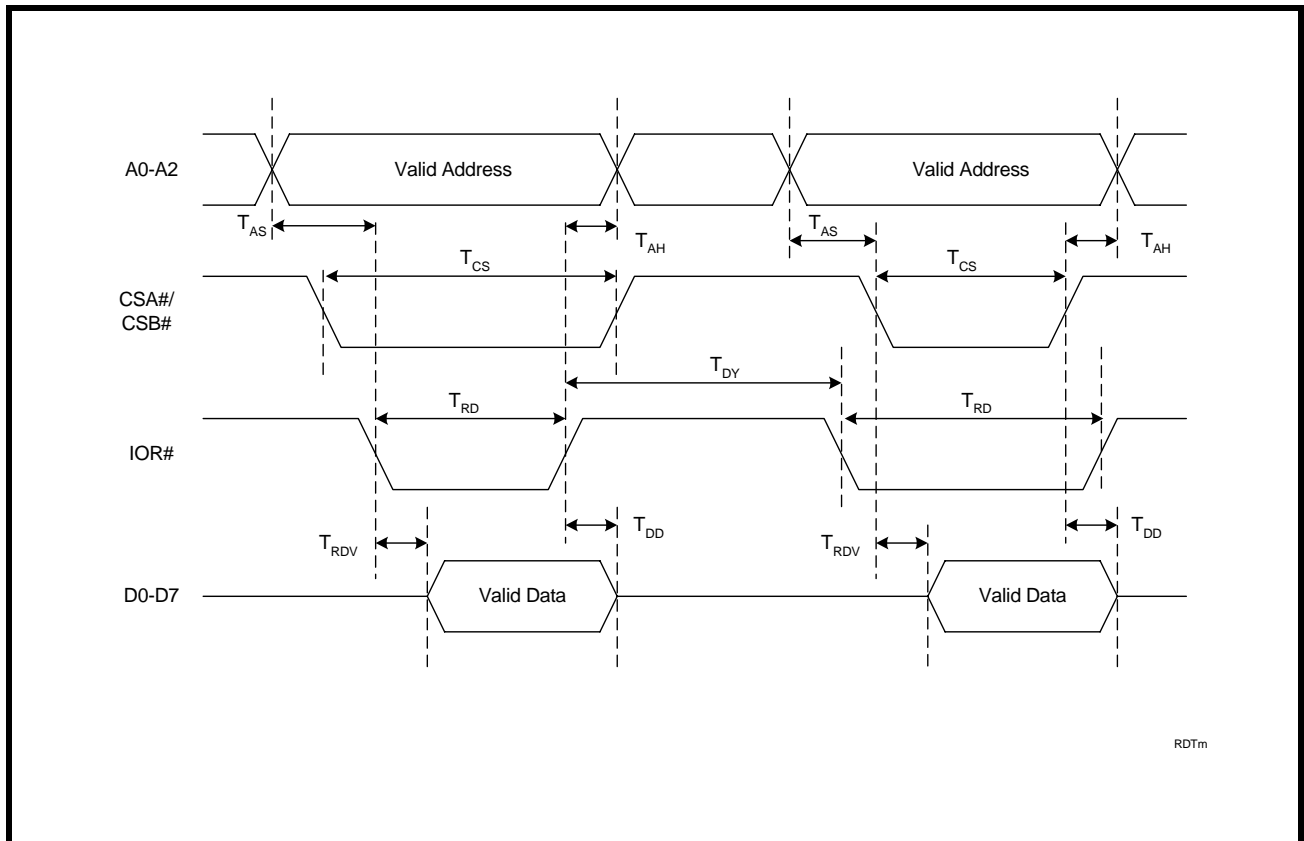 A0-A2
Valid Address
Valid Address
TAS
TAH
TAS
TAH
TCS
TCS
CSA#/
CSB#
TDY
TRD
TRD
IOR#
TRDV
TDD
TRDV
TDD
D0-D7
Valid Data
Valid Data
RDTm